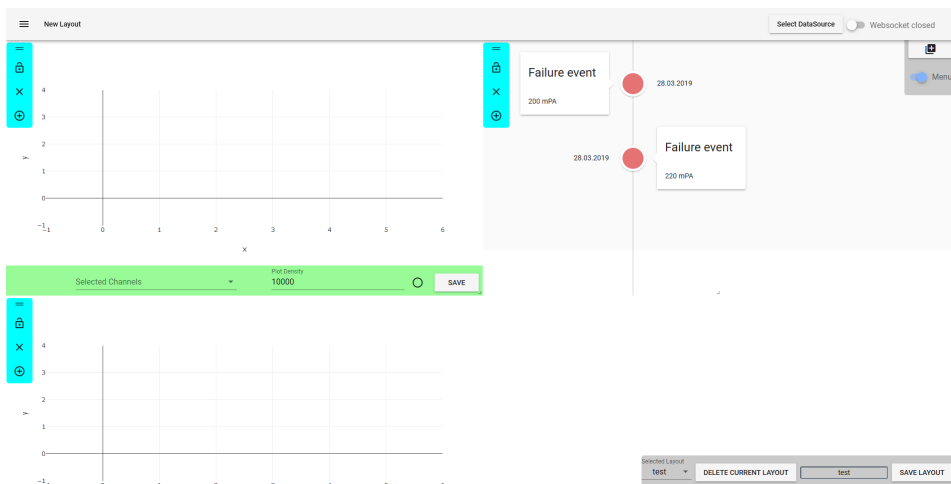 New Layout
Select DataSource
Websocket closed
Menu
4
3
2
1
0
−1
y
−1 0 1 2 3 4 5 6
x
Selected Channels
Plot Density
10000
SAVE
Failure event
200 mPA
28.03.2019
28.03.2019
Failure event
220 mPA
4
3
2
1
0
−1
y
Selected Layout
test
DELETE CURRENT LAYOUT
test
SAVE LAYOUT